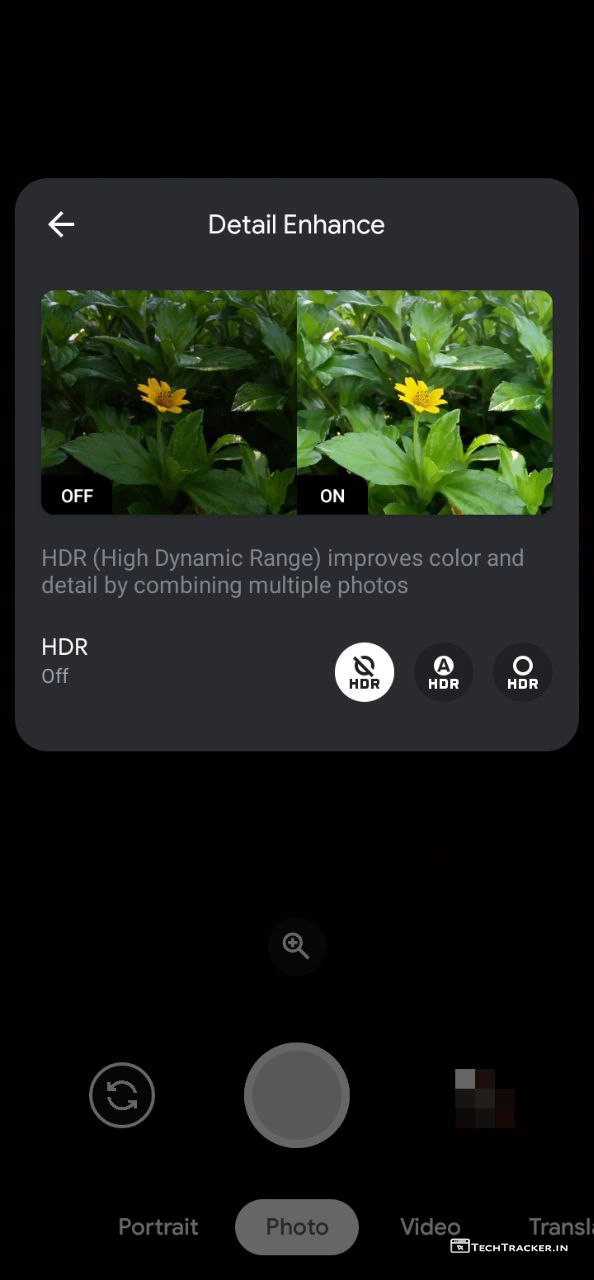 Detail Enhance
OFF
ON
HDR (High Dynamic Range) improves color and
detail by combining multiple photos
HDR
Off
HDR
A
HDR
HDR
Portrait
Photo
Video
Transla
TECHTRACKER.IN